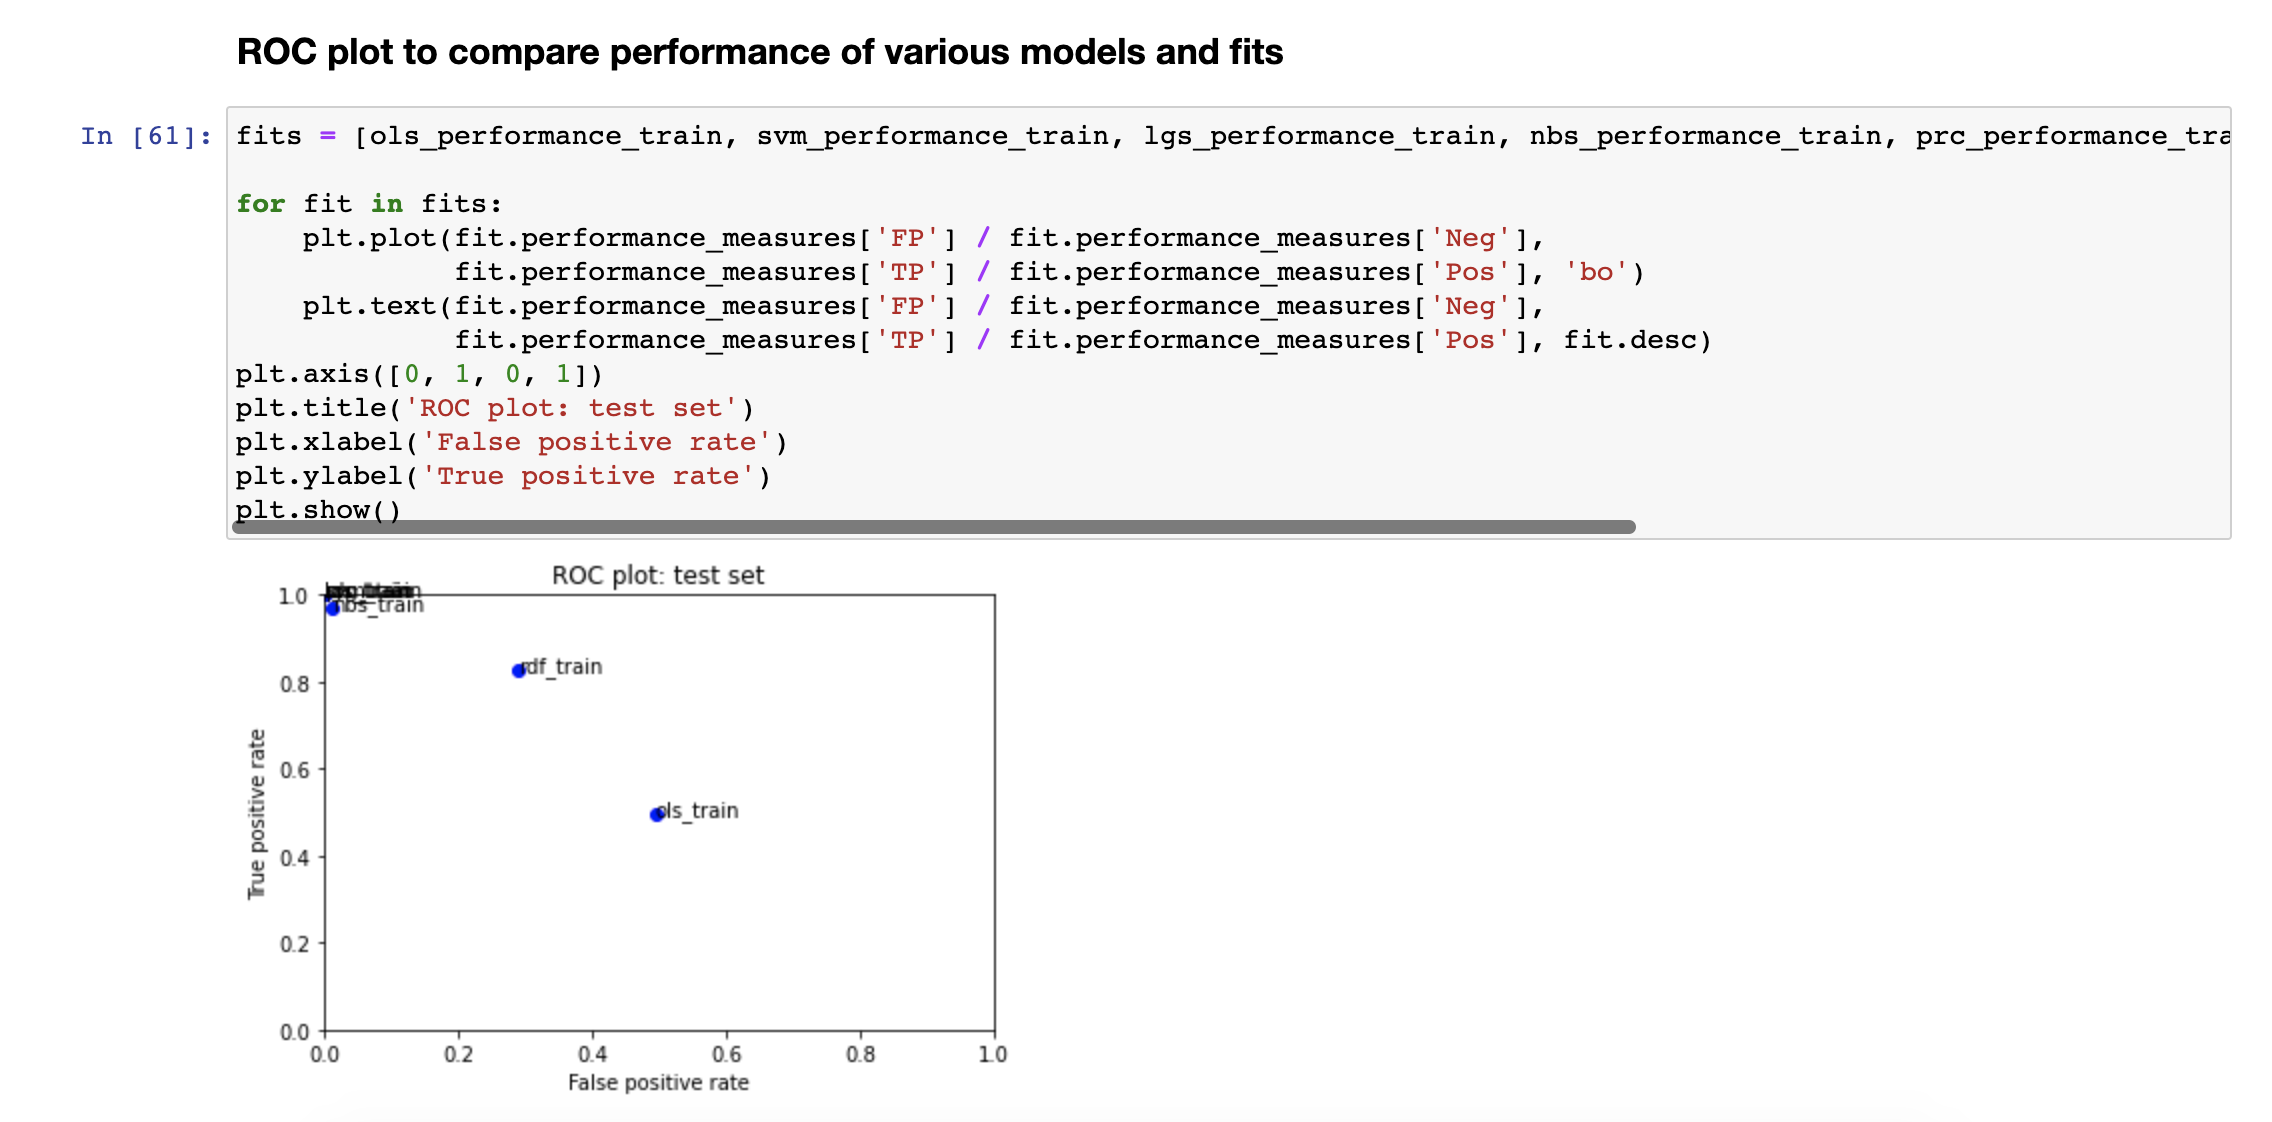 ROC plot to compare performance of various models and fits
In [61]: fits = [ols_performance_train, svm_performance_train, lgs_performance_train, nbs_performance_train, prc_performance_tra
for fit in fits:
    plt.plot(fit.performance_measures['FP'] / fit.performance_measures['Neg'],
             fit.performance_measures['TP'] / fit.performance_measures['Pos'], 'bo')
    plt.text(fit.performance_measures['FP'] / fit.performance_measures['Neg'],
             fit.performance_measures['TP'] / fit.performance_measures['Pos'], fit.desc)
plt.axis([0, 1, 0, 1])
plt.title('ROC plot: test set')
plt.xlabel('False positive rate')
plt.ylabel('True positive rate')
plt.show()
ROC plot: test set
1.0
nbs_train
rdf_train
0.8
0.6
ols_train
0.4
0.2
0.0
True positive rate
0.0 0.2 0.4 0.6 0.8 1.0
False positive rate